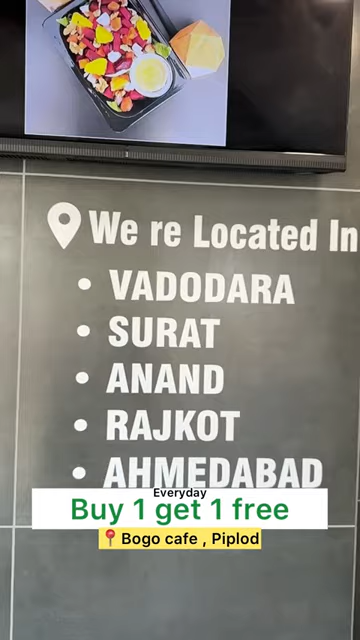 We re Located In
• VADODARA
• SURAT
• ANAND
• RAJKOT
• AHMEDABAD
Everyday
Buy 1 get 1 free
📍Bogo cafe , Piplod